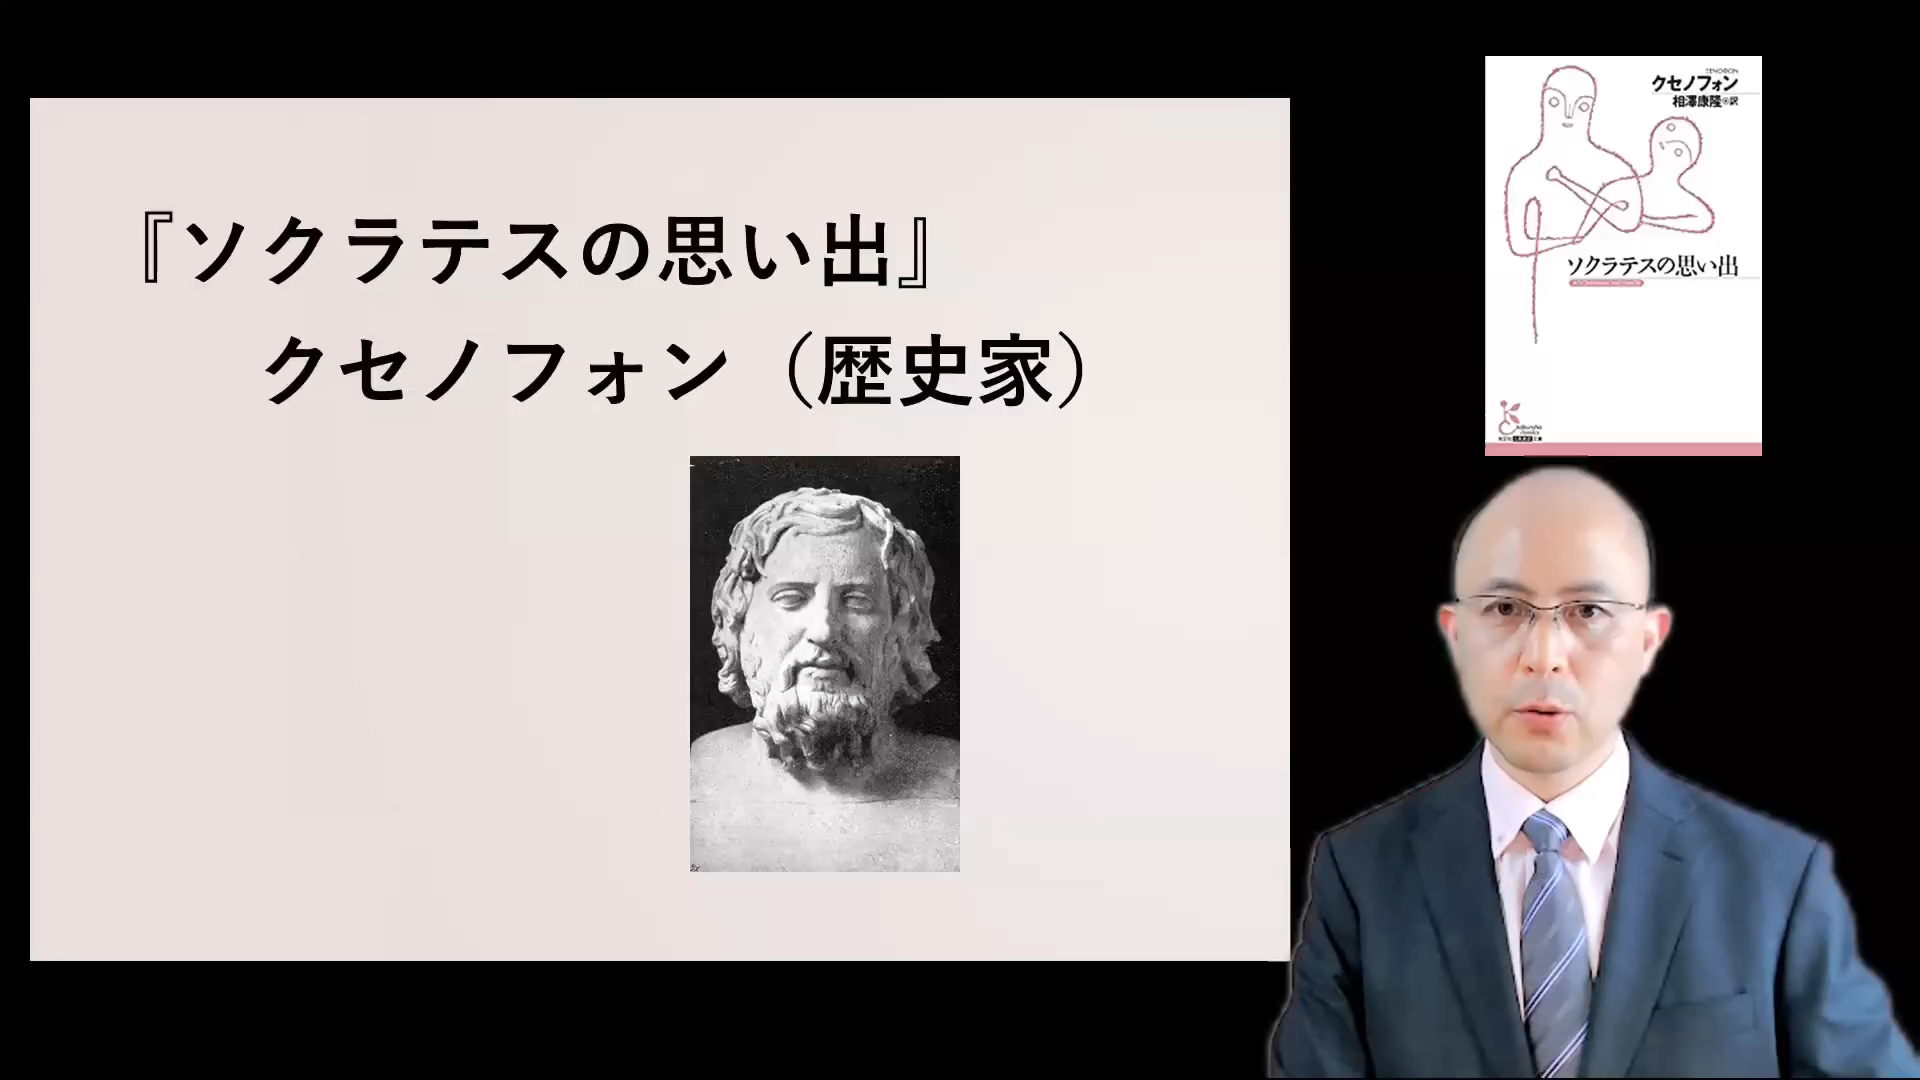 『ソクラテスの思い出』
クセノフォン（歴史家）
クセノフォン
相澤康隆 訳
ソクラテスの思い出